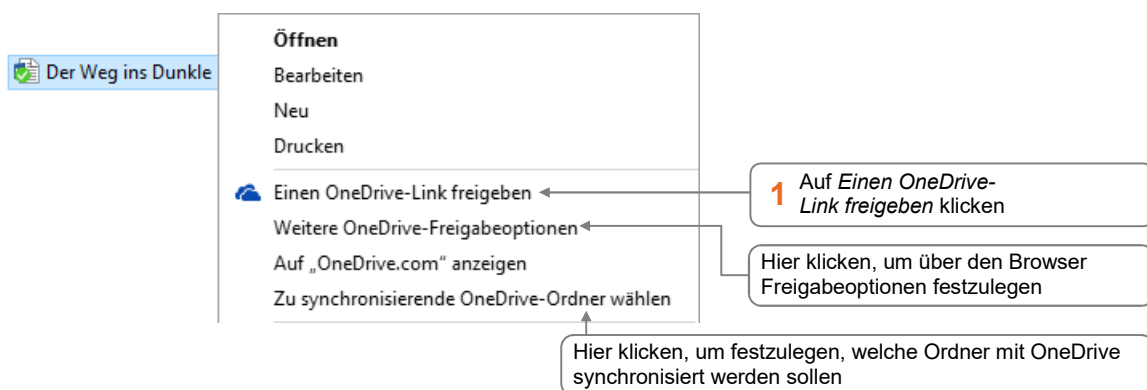 Öffnen
Der Weg ins Dunkle
Bearbeiten
Neu
Drucken
Einen OneDrive-Link freigeben
1 Auf Einen OneDrive-
Link freigeben klicken
Weitere OneDrive-Freigabeoptionen
Auf „OneDrive.com“ anzeigen
Hier klicken, um über den Browser
Freigabeoptionen festzulegen
Zu synchronisierende OneDrive-Ordner wählen
Hier klicken, um festzulegen, welche Ordner mit OneDrive
synchronisiert werden sollen